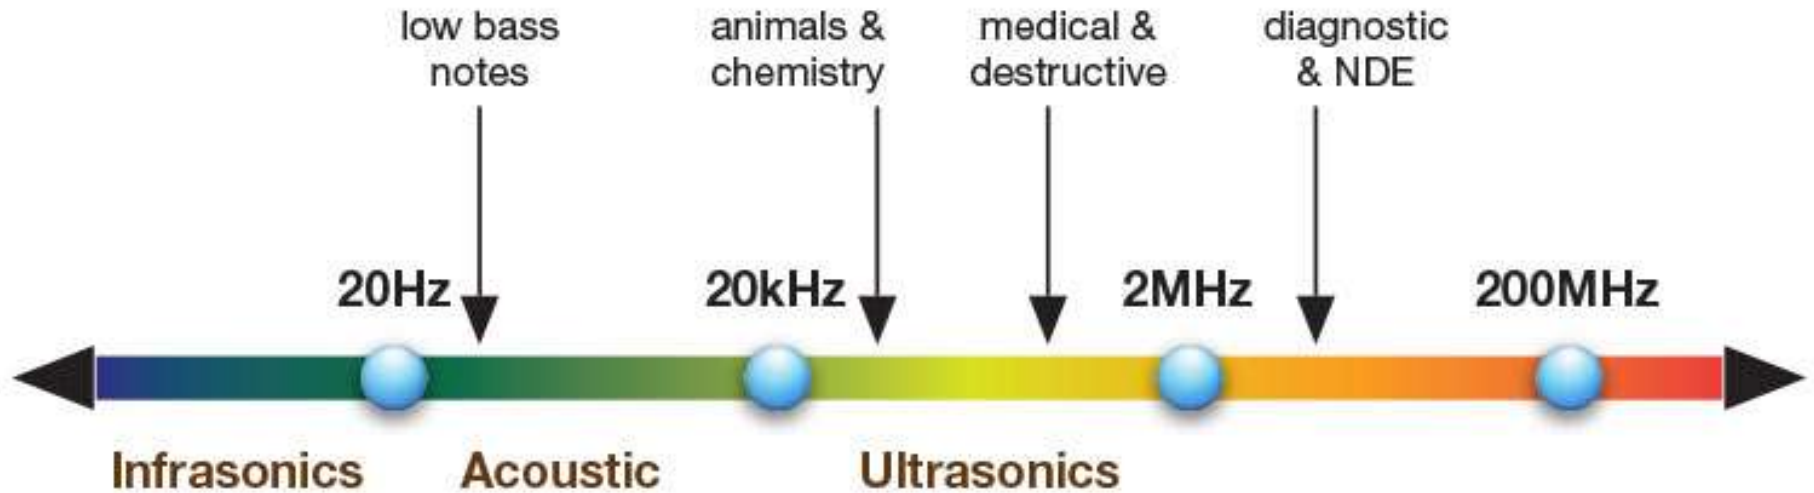 low bass
notes
animals &
chemistry
medical &
destructive
diagnostic
& NDE
20Hz
20kHz
2MHz
200MHz
Infrasonics
Acoustic
Ultrasonics